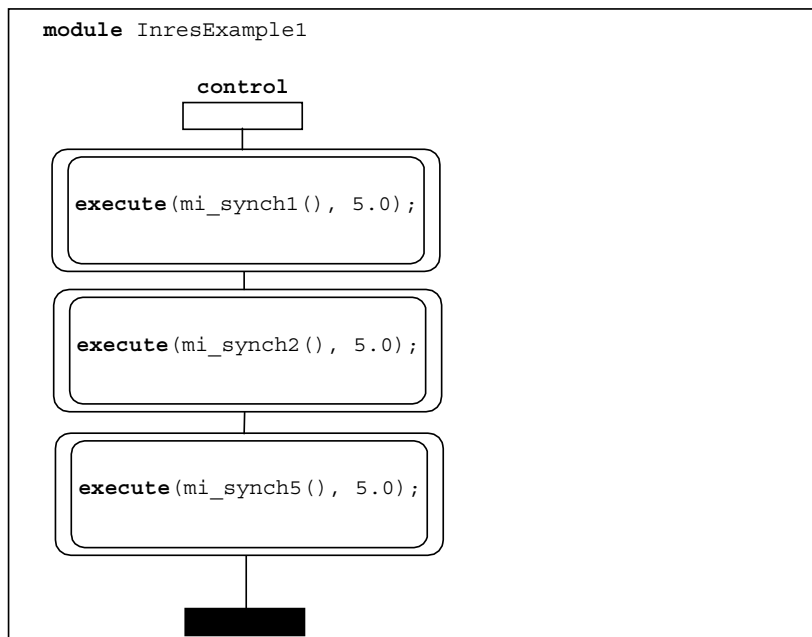 module InresExample1
control
execute(mi_synch1(), 5.0);
execute(mi_synch2(), 5.0);
execute(mi_synch5(), 5.0);